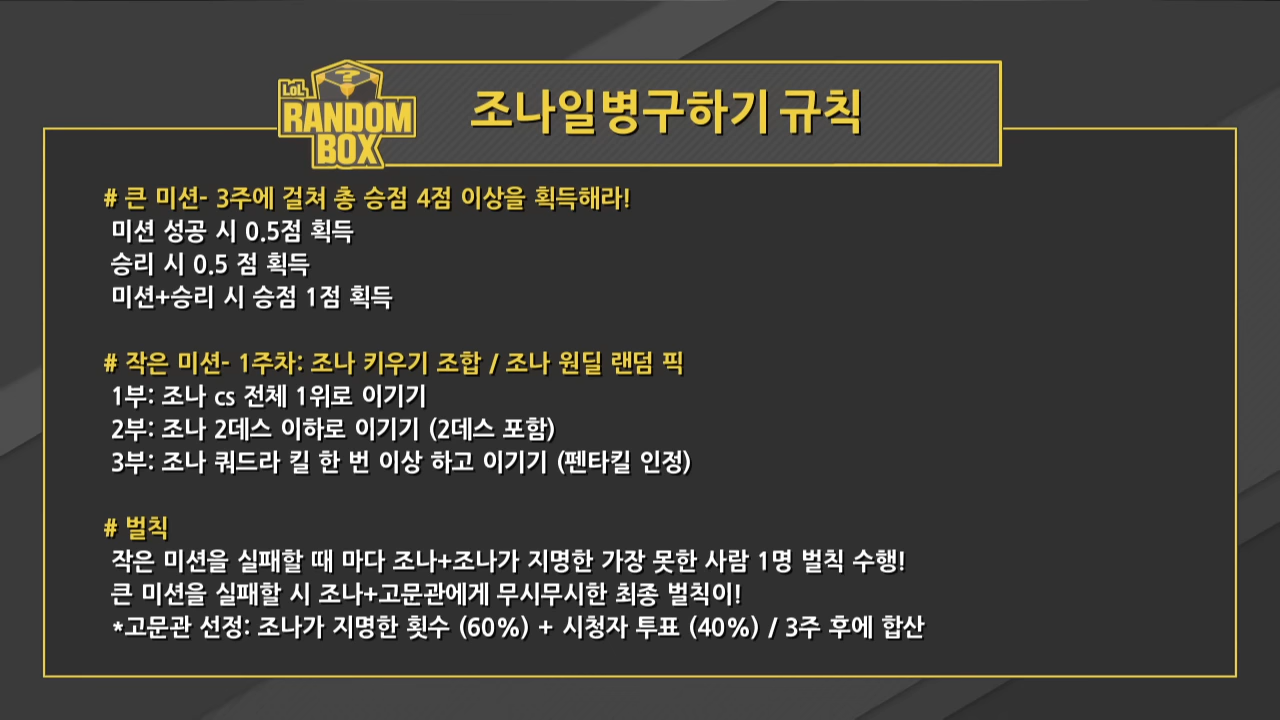 LoL
RANDOM
BOX
조나일병구하기 규칙
# 큰 미션- 3주에 걸쳐 총 승점 4점 이상을 획득해라!
미션 성공 시 0.5점 획득
승리 시 0.5 점 획득
미션+승리 시 승점 1점 획득
# 작은 미션- 1주차: 조나 키우기 조합 / 조나 원딜 랜덤 픽
1부: 조나 cs 전체 1위로 이기기
2부: 조나 2데스 이하로 이기기 (2데스 포함)
3부: 조나 쿼드라 킬 한 번 이상 하고 이기기 (펜타킬 인정)
# 벌칙
작은 미션을 실패할 때 마다 조나+조나가 지명한 가장 못한 사람 1명 벌칙 수행!
큰 미션을 실패할 시 조나+고문관에게 무시무시한 최종 벌칙이!
*고문관 선정: 조나가 지명한 횟수 (60%) + 시청자 투표 (40%) / 3주 후에 합산